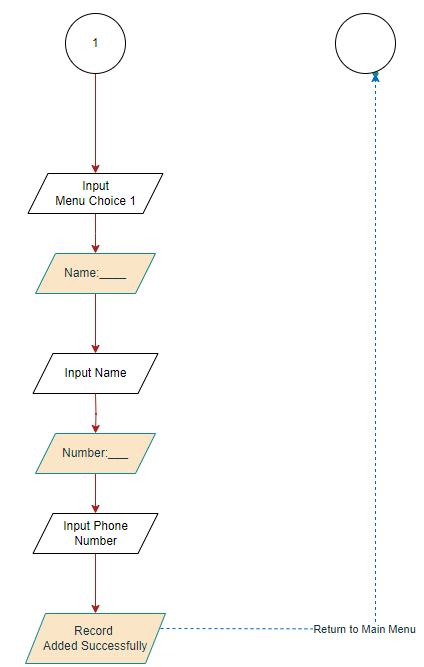 1
Input
Menu Choice 1
Name:____
Input Name
Number:___
Input Phone
Number
Record
Added Successfully
Return to Main Menu